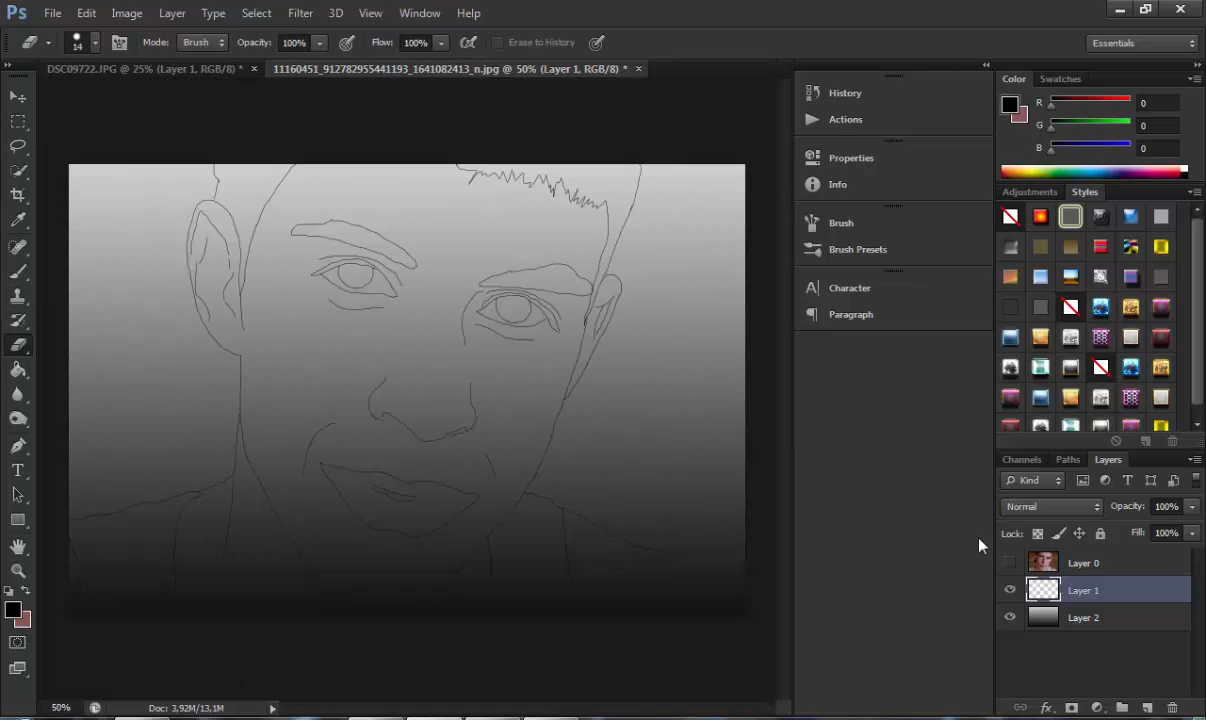 Ps File Edit Image Layer Type Select Filter 3D View Window Help
14 Mode: Brush Opacity: 100% Flow: 100% Erase to History Essentials
DSC09722.JPG @ 25% (Layer 1, RGB/8) * × 11160451_912782955441193_1641082413_n.jpg @ 50% (Layer 1, RGB/8) * ×
Color Swatches
R 0
G 0
B 0
History
Actions
Properties
Info
Brush
Brush Presets
Character
Paragraph
Adjustments Styles
Channels Paths Layers
Kind
Normal Opacity: 100%
Lock: Fill: 100%
Layer 0
Layer 1
Layer 2
50% Doc: 3,92M/13,1M